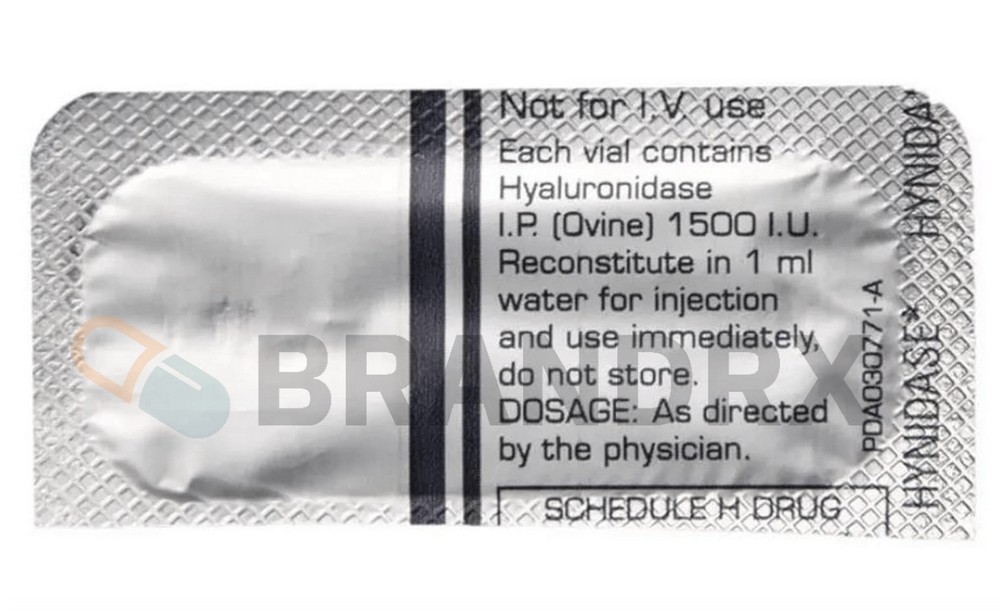 Not for I.V. use
Each vial contains
Hyaluronidase
I.P. (Ovine) 1500 I.U.
Reconstitute in 1 ml
water for injection
and use immediately,
do not store.
DOSAGE: As directed
by the physician.
SCHEDULE H DRUG
PDA030771-A
HYNIDASE* HYNIDA
BRANDRX